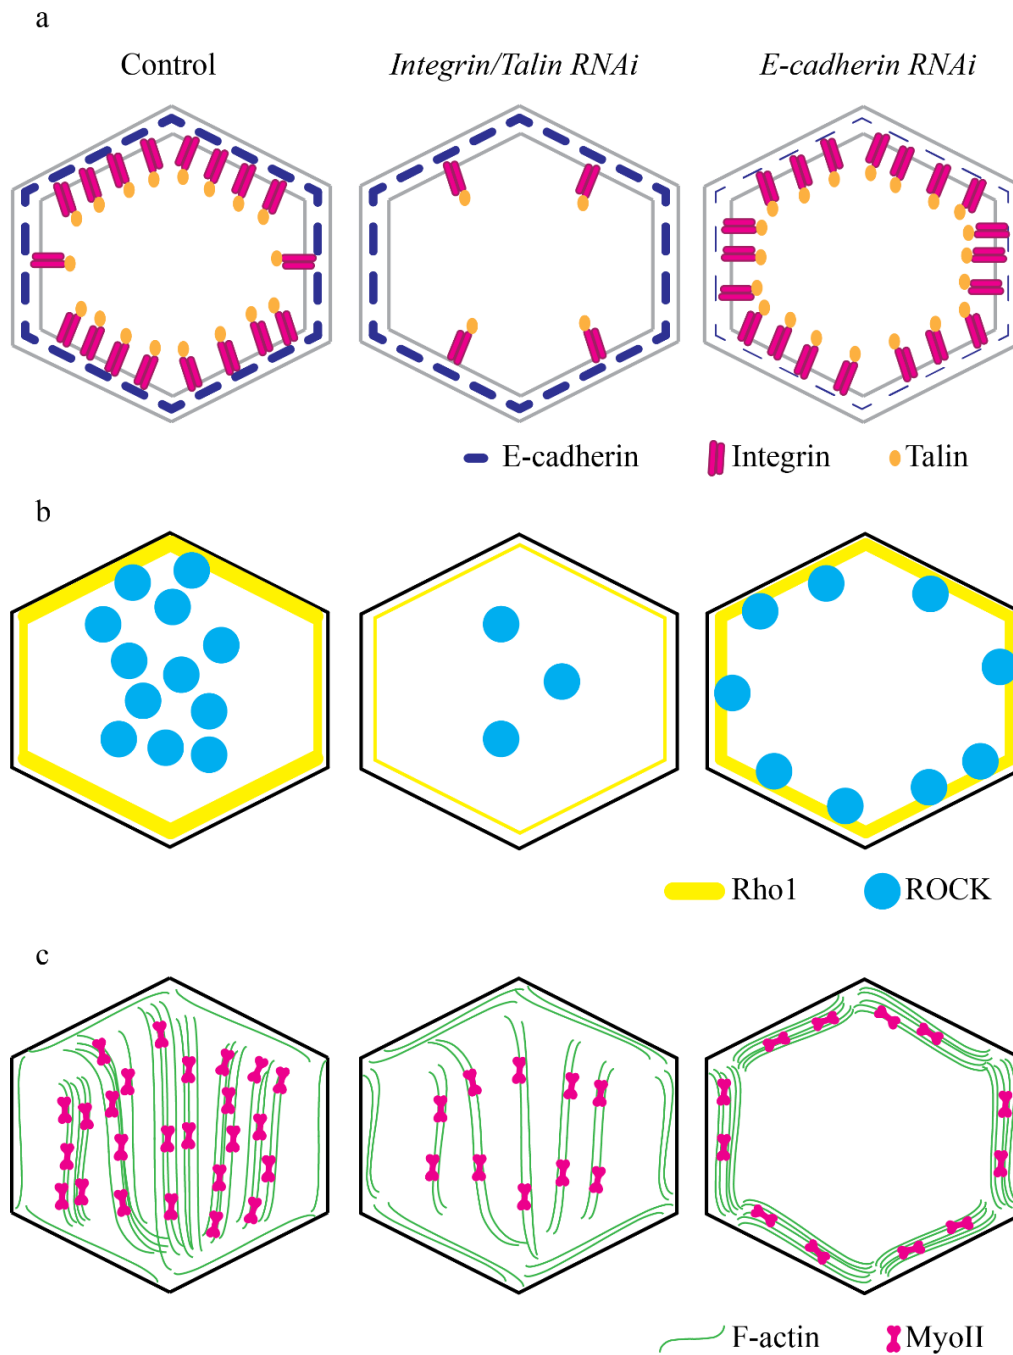 a
Control
Integrin/Talin RNAi
E-cadherin RNAi
E-cadherin
Integrin
Talin
b
Rho1
ROCK
c
F-actin
MyoII